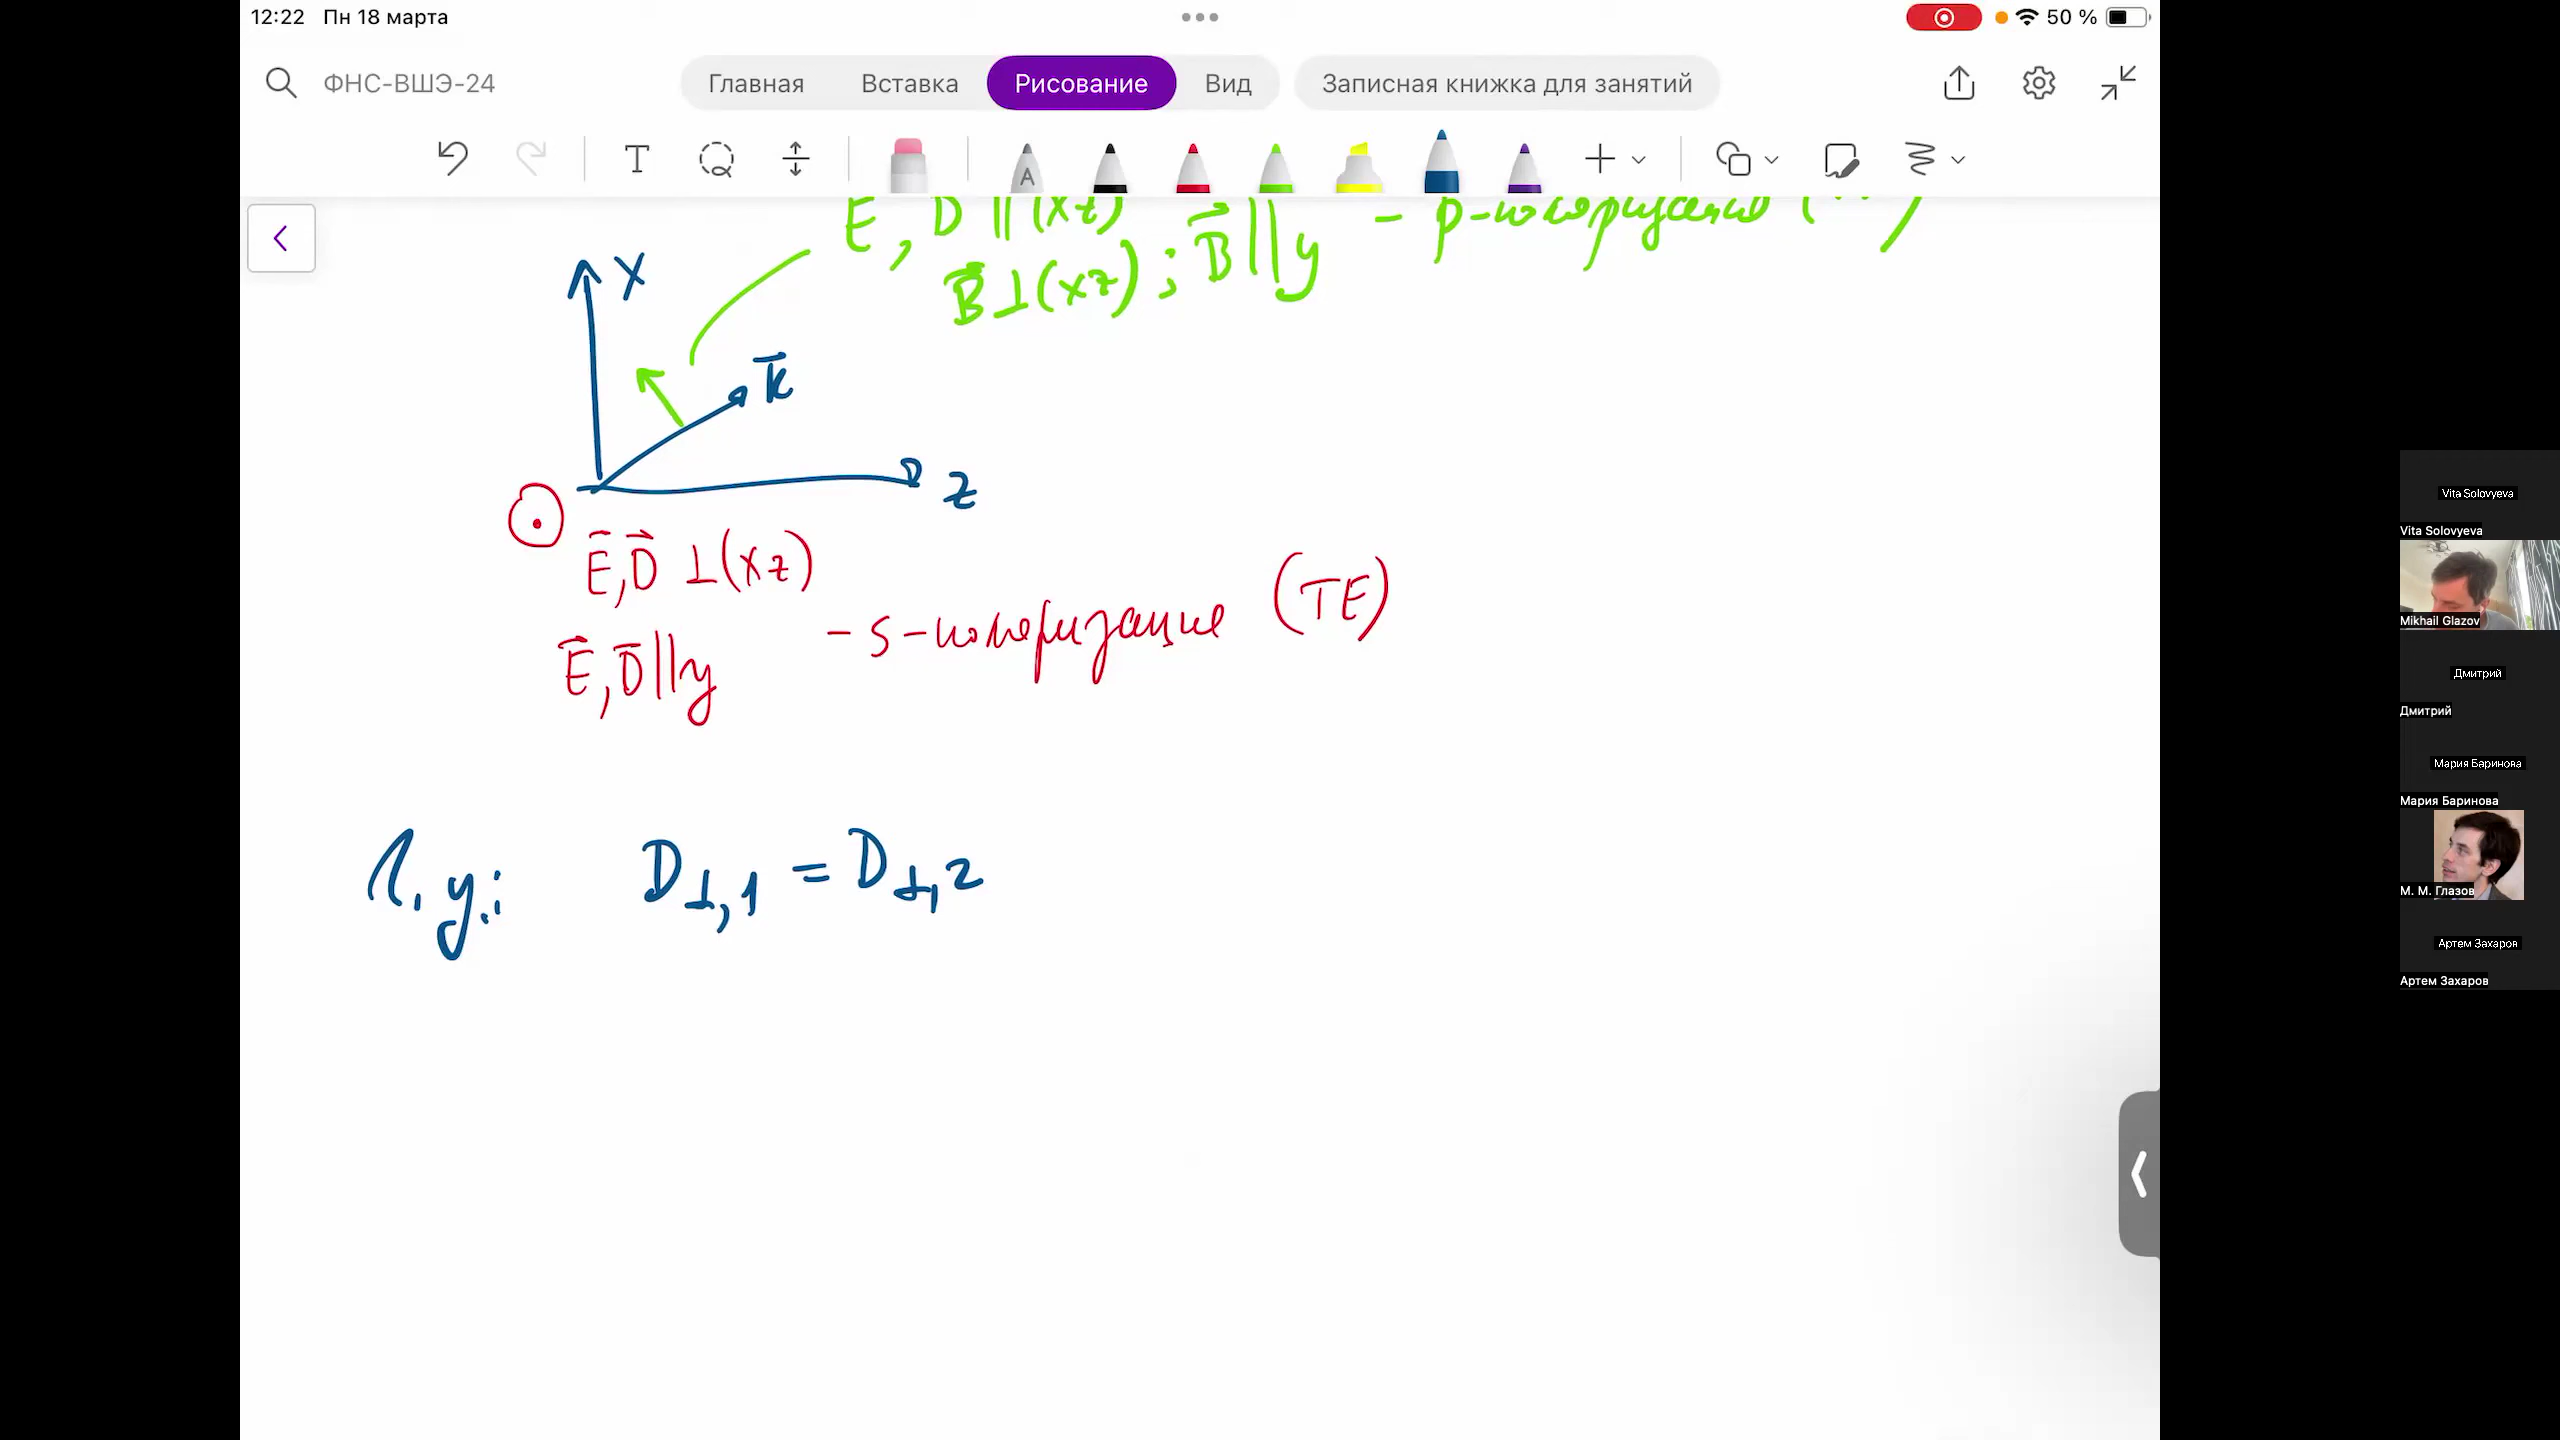 12:22 Пн 18 марта
50 %
ФНС-ВШЭ-24
Главная Вставка Рисование Вид Записная книжка для занятий
E, D || (xz) - p-поляризация
B⃗ ⊥ (xz) ; B⃗ || y
X
k̄
z
E⃗, D⃗ ⊥ (xz)
- s-поляризация (TE)
E⃗, D⃗ || y
Г. у.: D⊥,1 = D⊥,2
Vita Solovyeva
Vita Solovyeva
Mikhail Glazov
Дмитрий
Дмитрий
Мария Баринова
Мария Баринова
М. М. Глазов
Артем Захаров
Артем Захаров